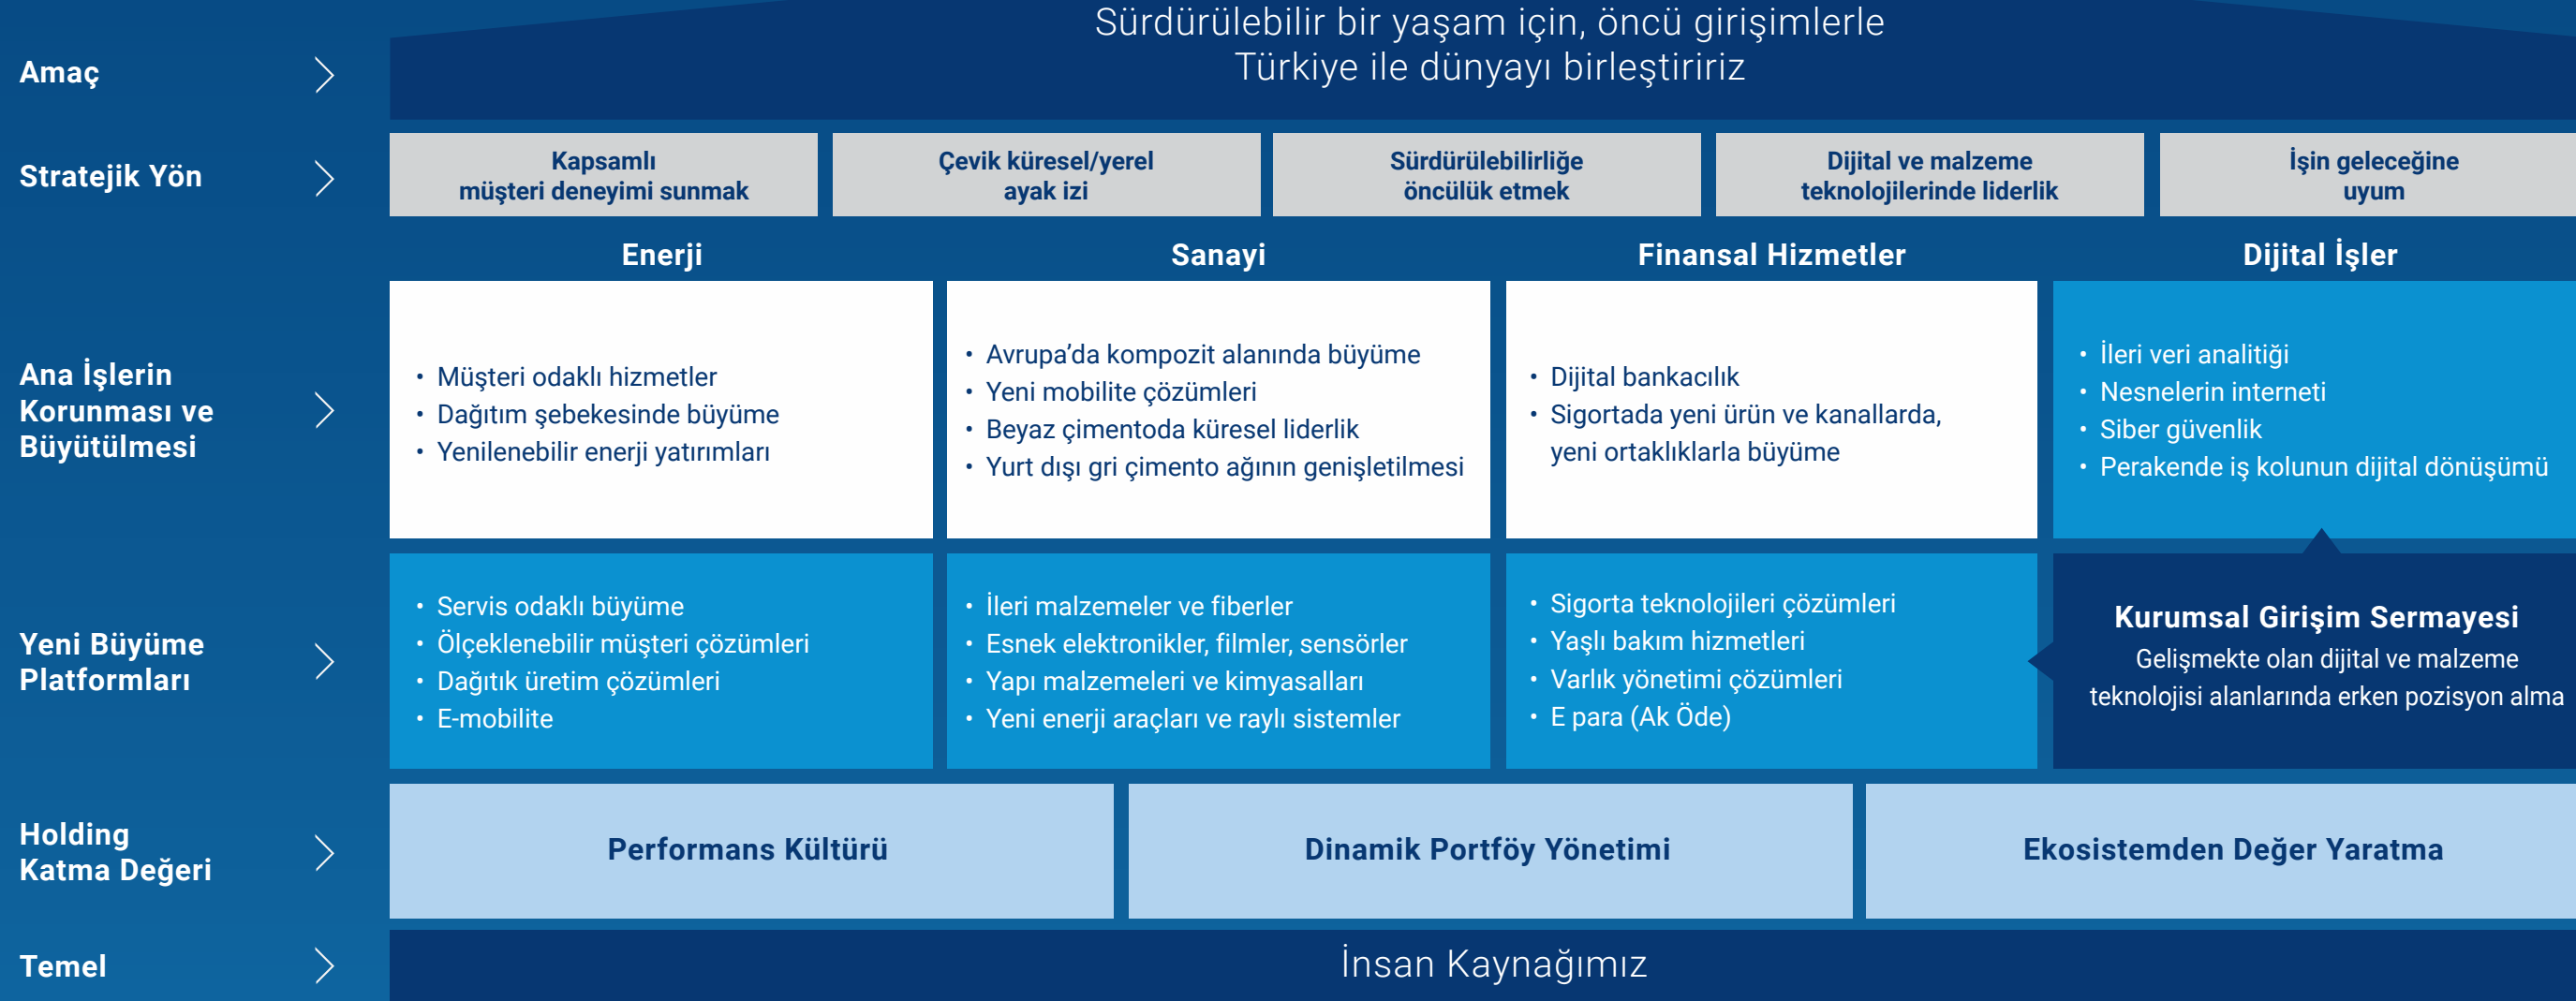 Sürdürülebilir bir yaşam için, öncü girişimlerle
Türkiye ile dünyayı birleştiririz
Amaç
Stratejik Yön
Kapsamlı
müşteri deneyimi sunmak
Çevik küresel/yerel
ayak izi
Sürdürülebilirliğe
öncülük etmek
Dijital ve malzeme
teknolojilerinde liderlik
İşin geleceğine
uyum
Enerji
Sanayi
Finansal Hizmetler
Dijital İşler
Ana İşlerin
Korunması ve
Büyütülmesi
• Müşteri odaklı hizmetler
• Dağıtım şebekesinde büyüme
• Yenilenebilir enerji yatırımları
• Avrupa’da kompozit alanında büyüme
• Yeni mobilite çözümleri
• Beyaz çimentoda küresel liderlik
• Yurt dışı gri çimento ağının genişletilmesi
• Dijital bankacılık
• Sigortada yeni ürün ve kanallarda,
yeni ortaklıklarla büyüme
• İleri veri analitiği
• Nesnelerin interneti
• Siber güvenlik
• Perakende iş kolunun dijital dönüşümü
Yeni Büyüme
Platformları
• Servis odaklı büyüme
• Ölçeklenebilir müşteri çözümleri
• Dağıtık üretim çözümleri
• E-mobilite
• İleri malzemeler ve fiberler
• Esnek elektronikler, filmler, sensörler
• Yapı malzemeleri ve kimyasalları
• Yeni enerji araçları ve raylı sistemler
• Sigorta teknolojileri çözümleri
• Yaşlı bakım hizmetleri
• Varlık yönetimi çözümleri
• E para (Ak Öde)
Kurumsal Girişim Sermayesi
Gelişmekte olan dijital ve malzeme
teknolojisi alanlarında erken pozisyon alma
Holding
Katma Değeri
Performans Kültürü
Dinamik Portföy Yönetimi
Ekosistemden Değer Yaratma
Temel
İnsan Kaynağımız